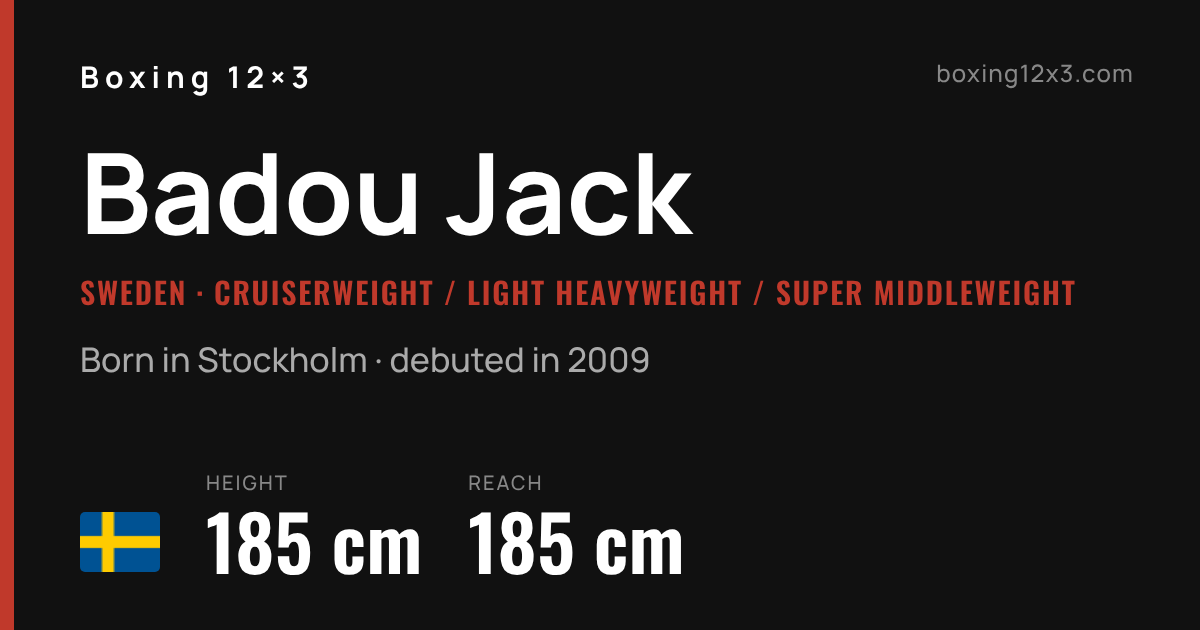 Boxing 12×3
boxing12x3.com
Badou Jack
SWEDEN · CRUISERWEIGHT / LIGHT HEAVYWEIGHT / SUPER MIDDLEWEIGHT
Born in Stockholm · debuted in 2009
HEIGHT REACH
185 cm 185 cm